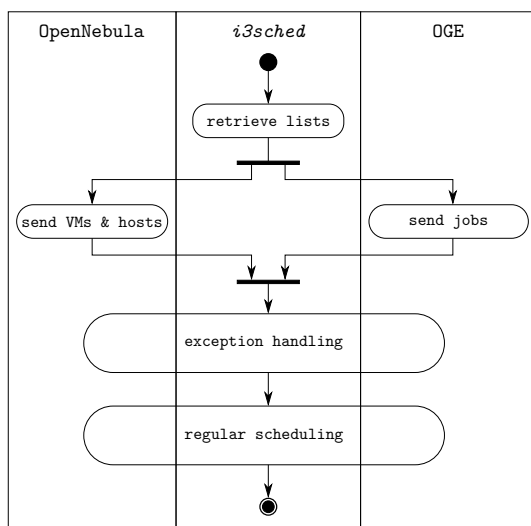 OpenNebula
i3sched
OGE
retrieve lists
send VMs & hosts
send jobs
exception handling
regular scheduling